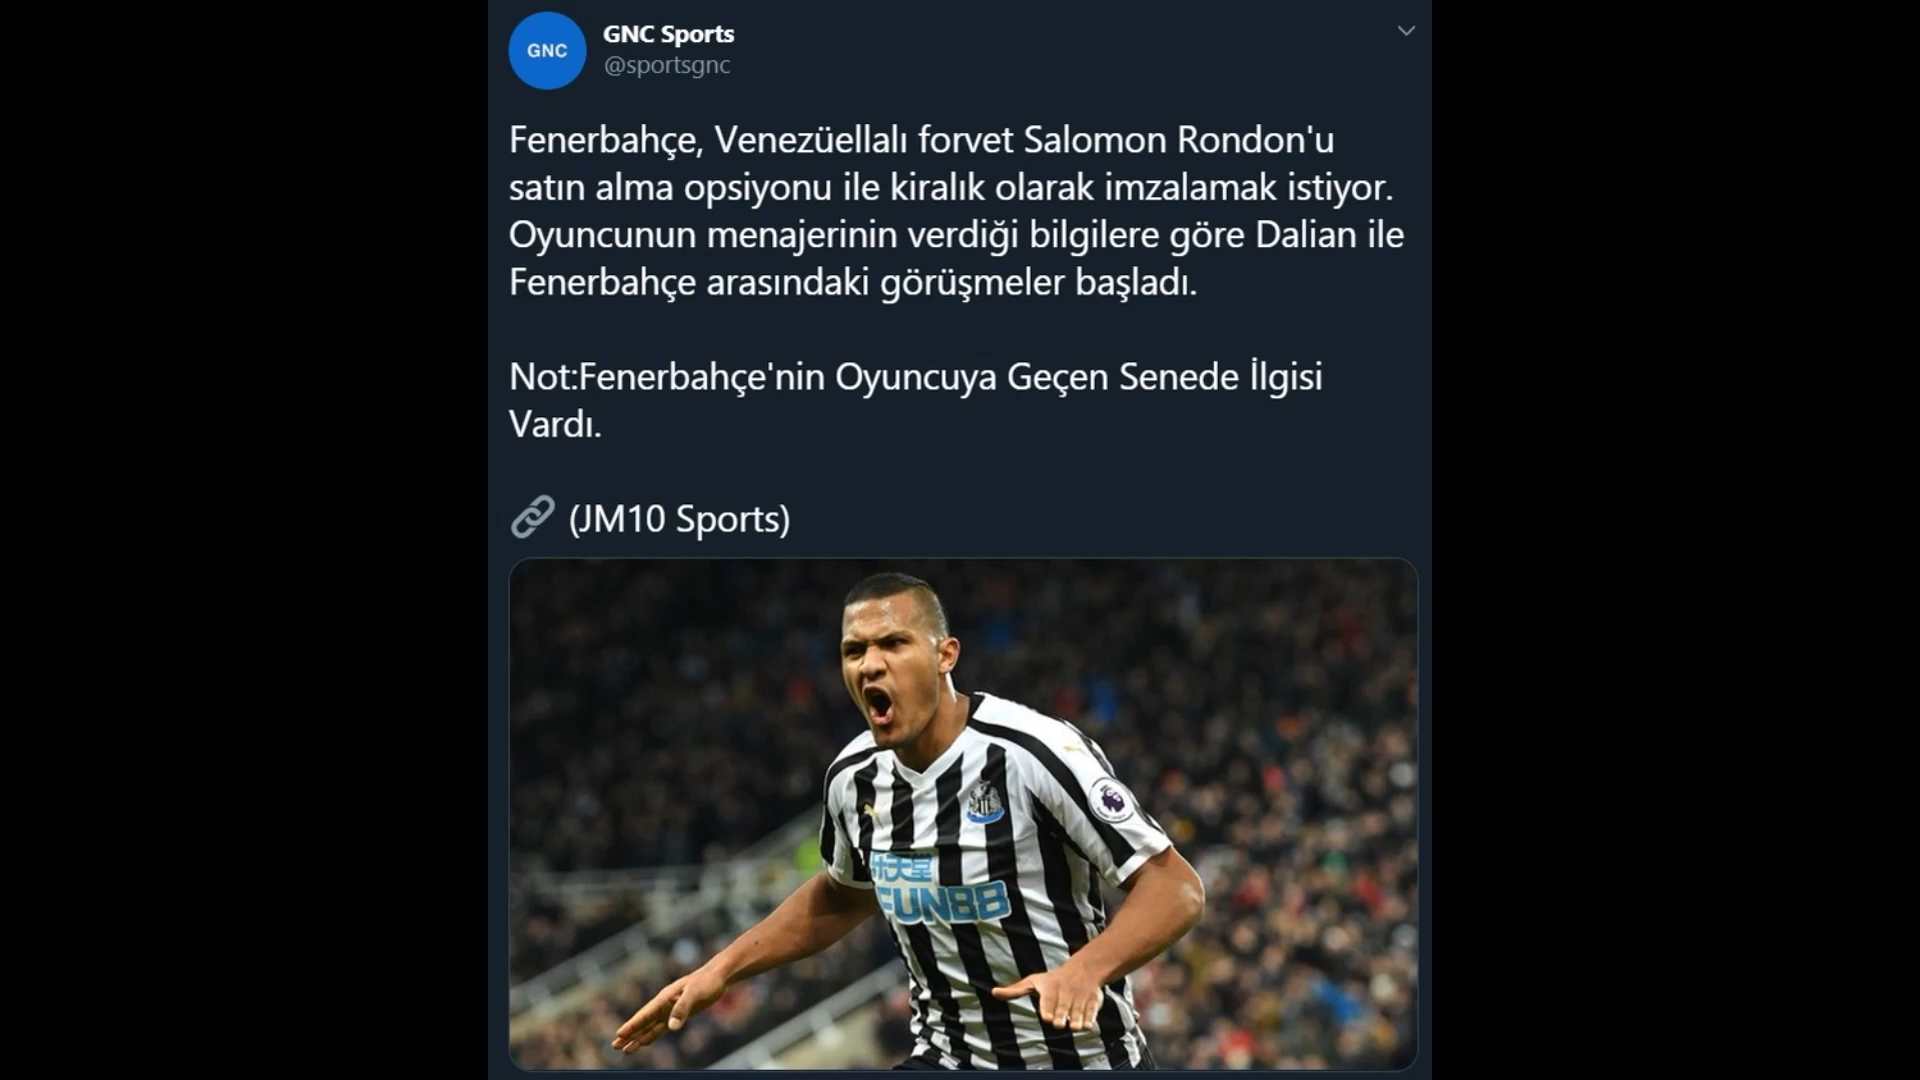 GNC
GNC Sports
@sportsgnc
Fenerbahçe, Venezüellalı forvet Salomon Rondon'u
satın alma opsiyonu ile kiralık olarak imzalamak istiyor.
Oyuncunun menajerinin verdiği bilgilere göre Dalian ile
Fenerbahçe arasındaki görüşmeler başladı.
Not:Fenerbahçe'nin Oyuncuya Geçen Senede İlgisi
Vardı.
(JM10 Sports)
FUN88